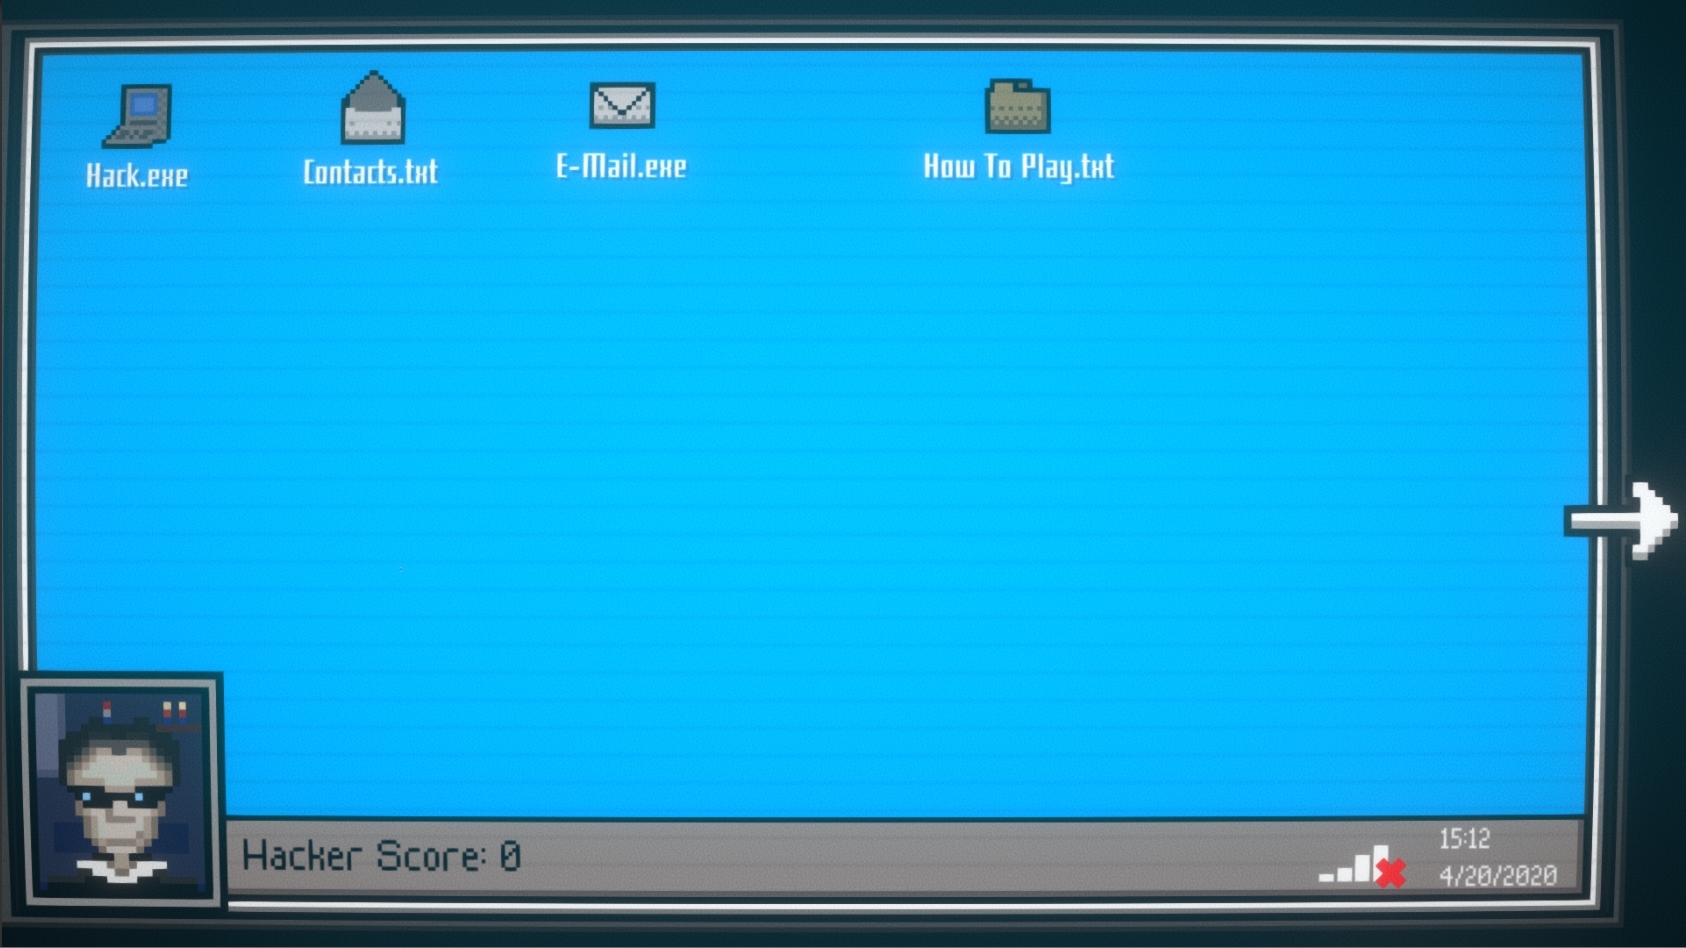 Hack.exe
Contacts.txt
E-Mail.exe
How To Play.txt
Hacker Score: 0
15:12
4/20/2020